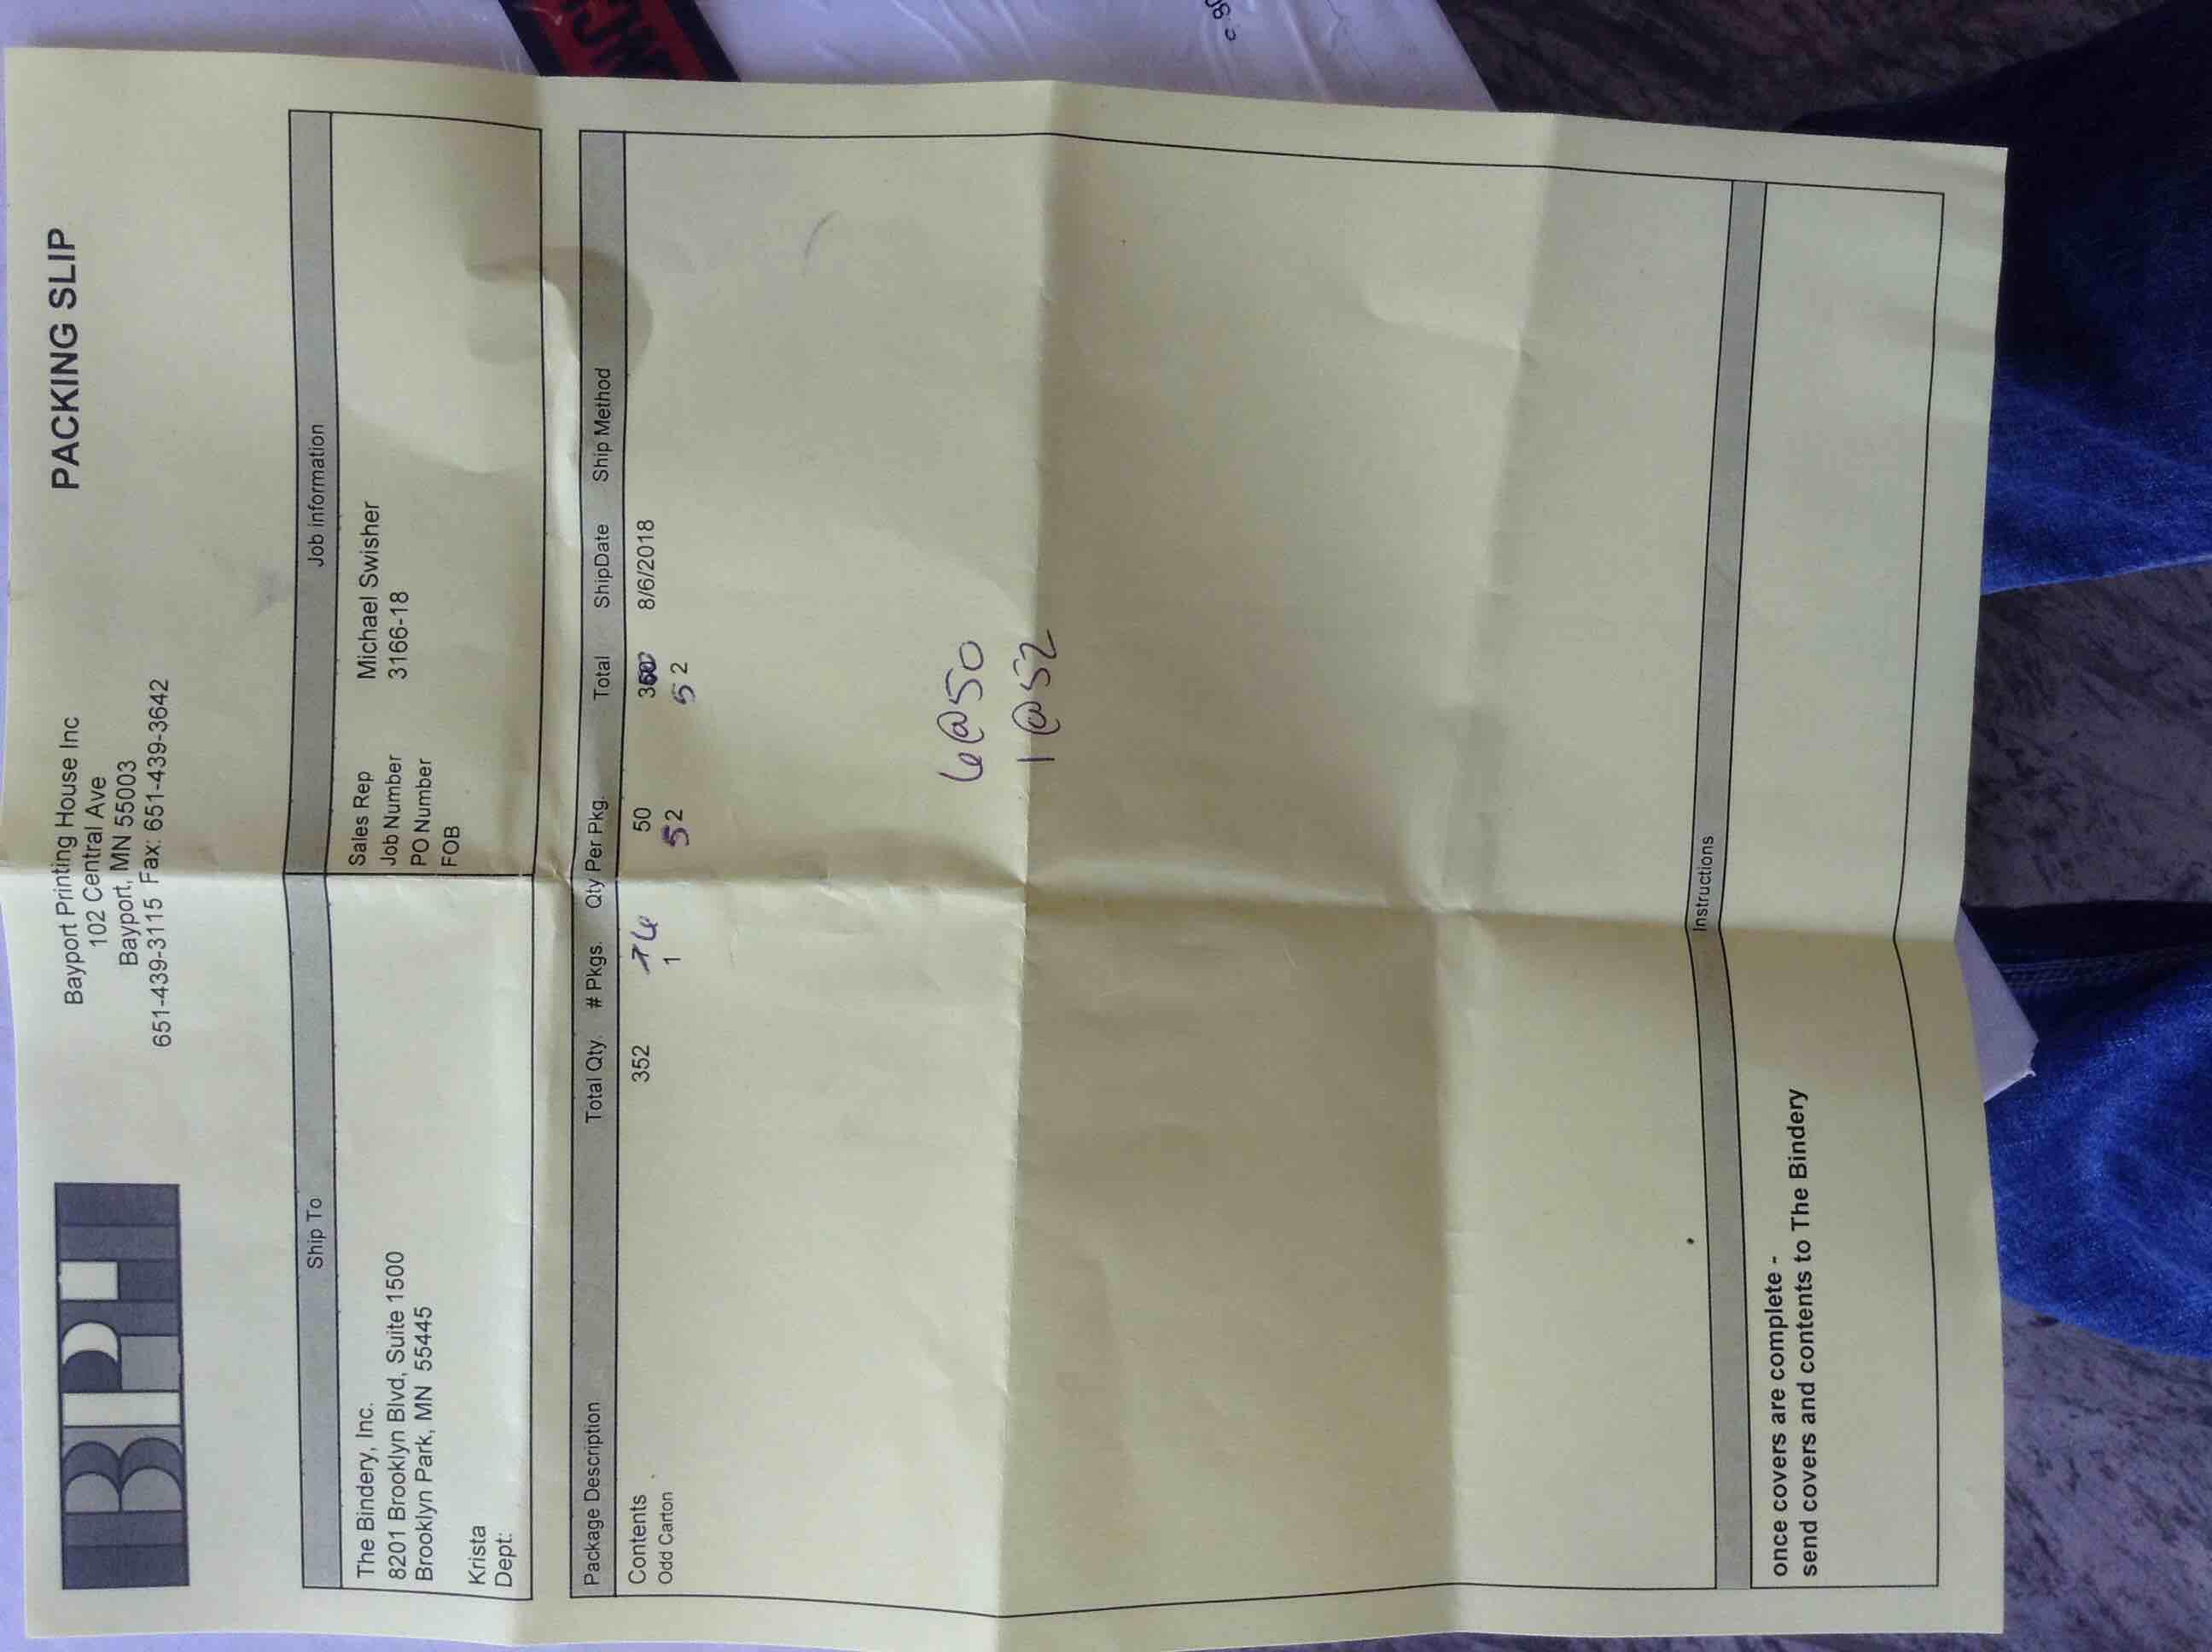 BPH
Bayport Printing House Inc
102 Central Ave
Bayport, MN 55003
651-439-3115 Fax: 651-439-3642
PACKING SLIP
Ship To
The Bindery, Inc.
8201 Brooklyn Blvd, Suite 1500
Brooklyn Park, MN 55445
Krista
Dept:
Job information
Sales Rep Michael Swisher
Job Number 3166-18
PO Number
FOB
Package Description Total Qty. # Pkgs. Qty Per Pkg. Total ShipDate Ship Method
Contents 352 6 50 8/6/2018
Odd Carton 1 52 52
6@50
1@52
Instructions
once covers are complete -
send covers and contents to The Bindery